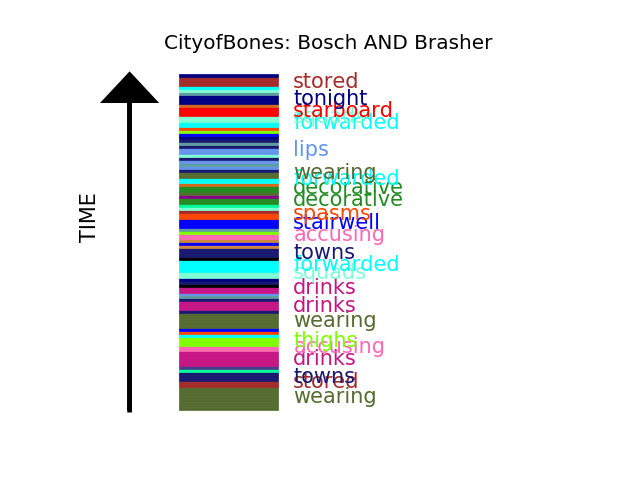 CityofBones: Bosch AND Brasher
stored
tonight
starboard
squads
forwarded
lips
wearing
forwarded
decorative
decorative
spasms
stairwell
accusing
towns
forwarded
squads
drinks
drinks
wearing
thighs
accusing
drinks
towns
stored
wearing
TIME